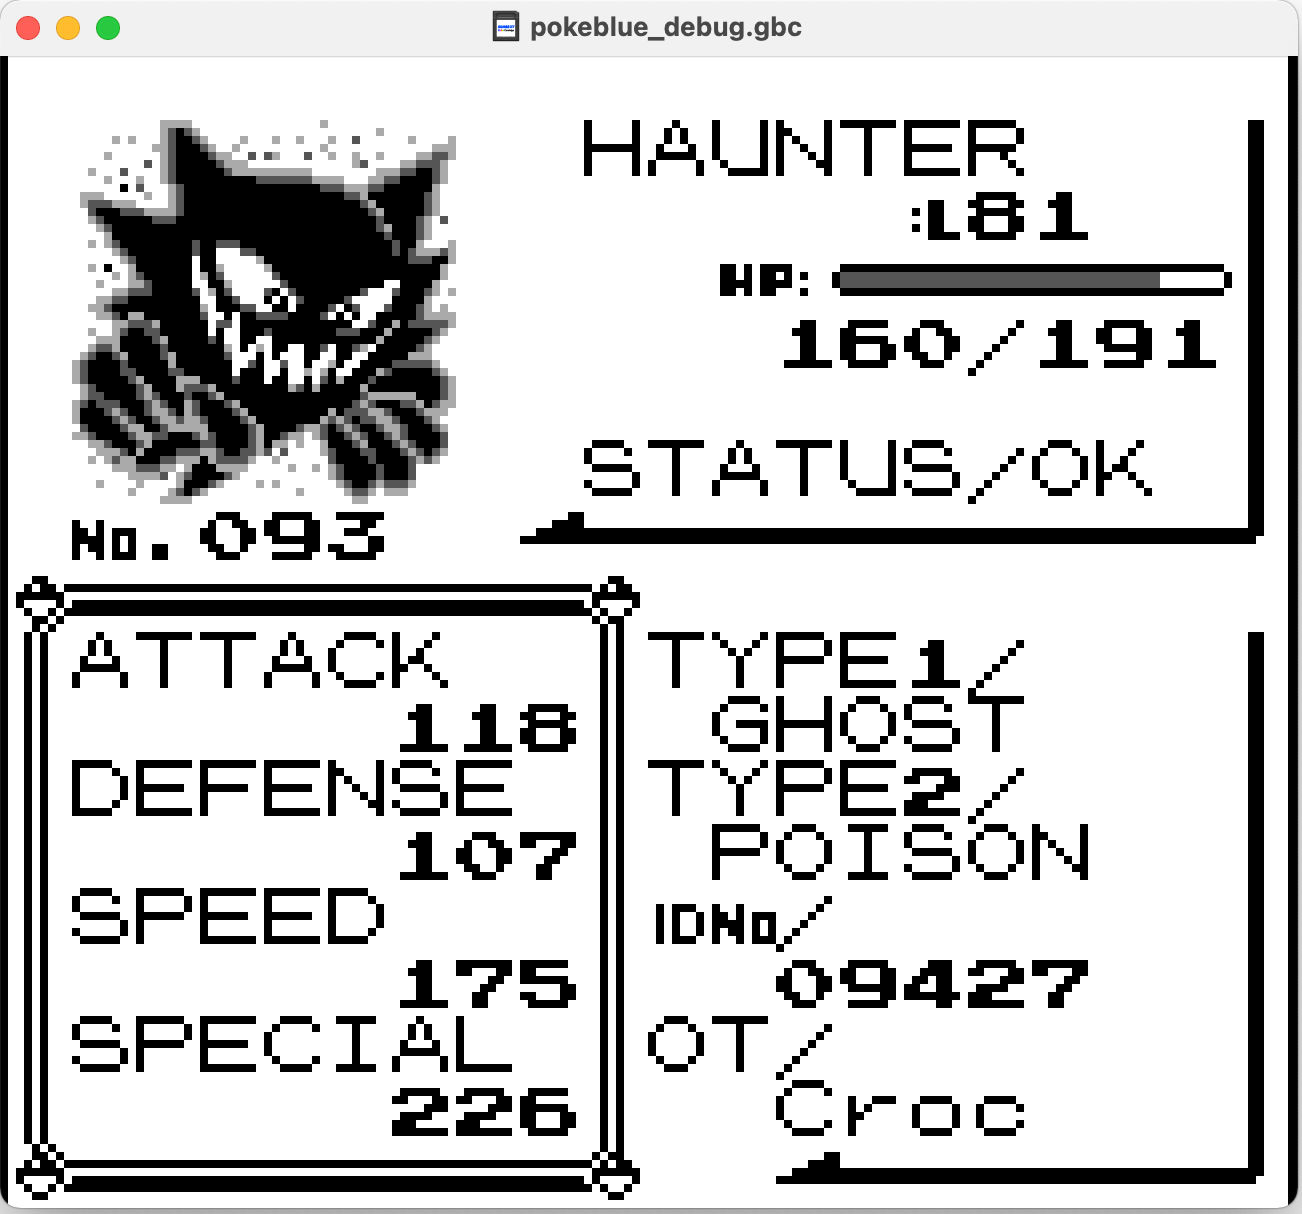 pokeblue_debug.gbc
HAUNTER
:L81
HP:
160/191
STATUS/OK
No.093
ATTACK
118
DEFENSE
107
SPEED
175
SPECIAL
226
TYPE1/
GHOST
TYPE2/
POISON
IDNo/
09427
OT/
Croc